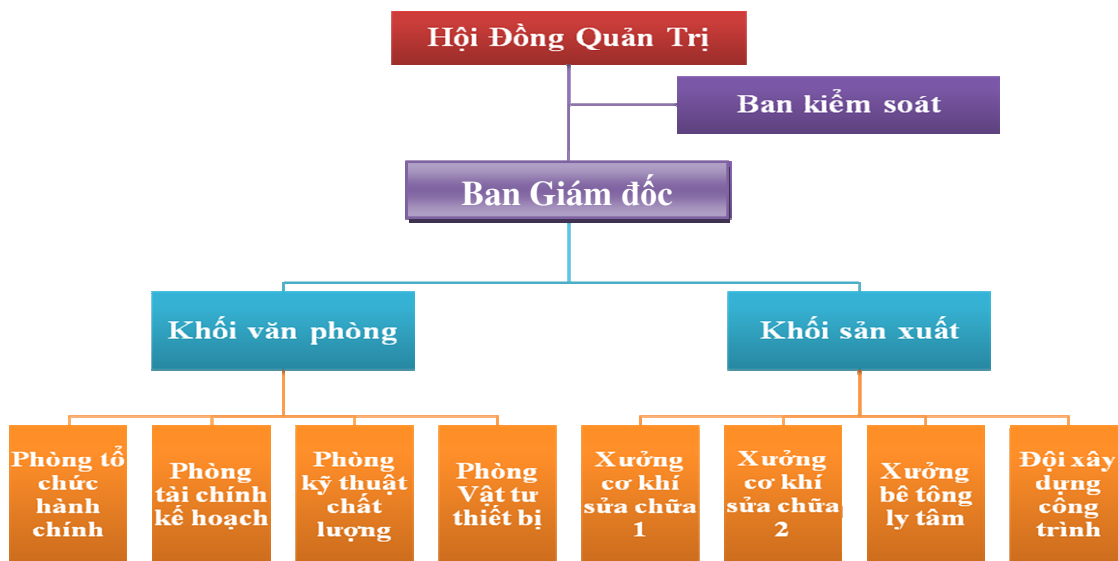 Hội Đồng Quản Trị
Ban kiểm soát
Ban Giám đốc
Khối văn phòng
Khối sản xuất
Phòng tổ
chức
hành
chính
Phòng
tài chính
kế hoạch
Phòng
kỹ thuật
chất
lượng
Phòng
Vật tư
thiết bị
Xưởng
cơ khí
sửa chữa
1
Xưởng
cơ khí
sửa chữa
2
Xưởng
bê tông
ly tâm
Đội xây
dựng
công
trình